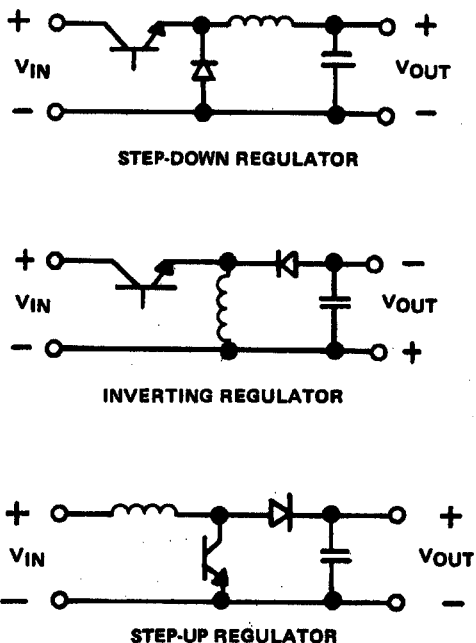 + +
VIN VOUT
− −
STEP-DOWN REGULATOR
+ −
VIN VOUT
− +
INVERTING REGULATOR
+ +
VIN VOUT
− −
STEP-UP REGULATOR